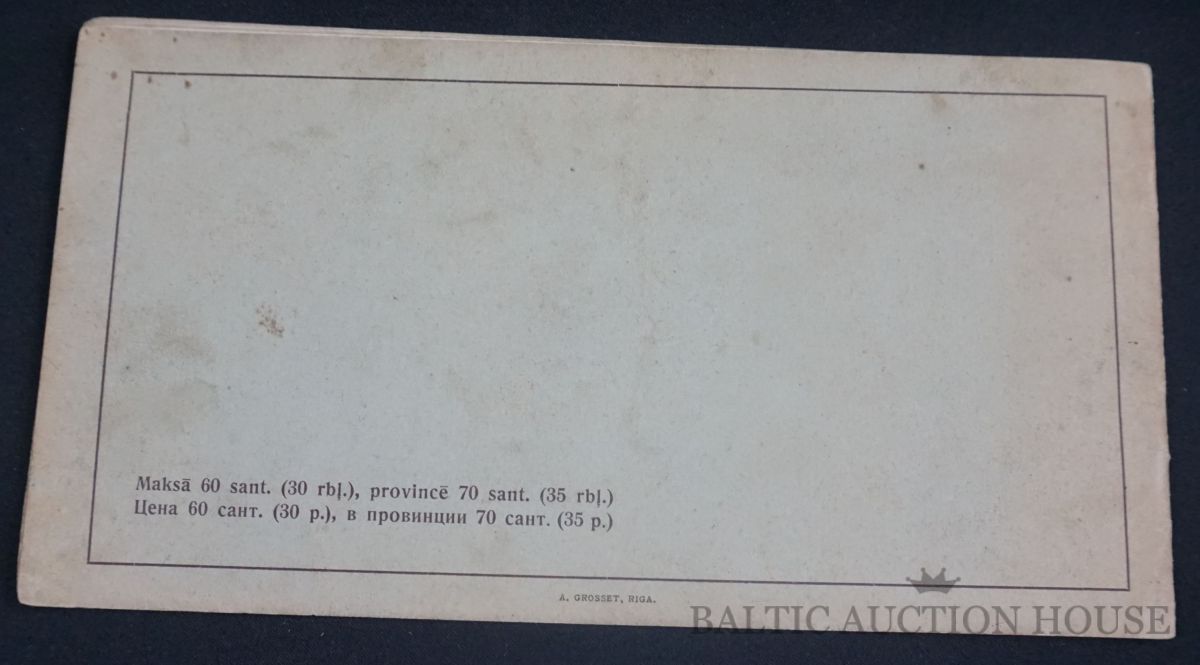 Maksā 60 sant. (30 rbļ.), provincē 70 sant. (35 rbļ.)
Цена 60 сант. (30 р.), в провинции 70 сант. (35 р.)
A. GROSSET, RIGA.
BALTIC AUCTION HOUSE